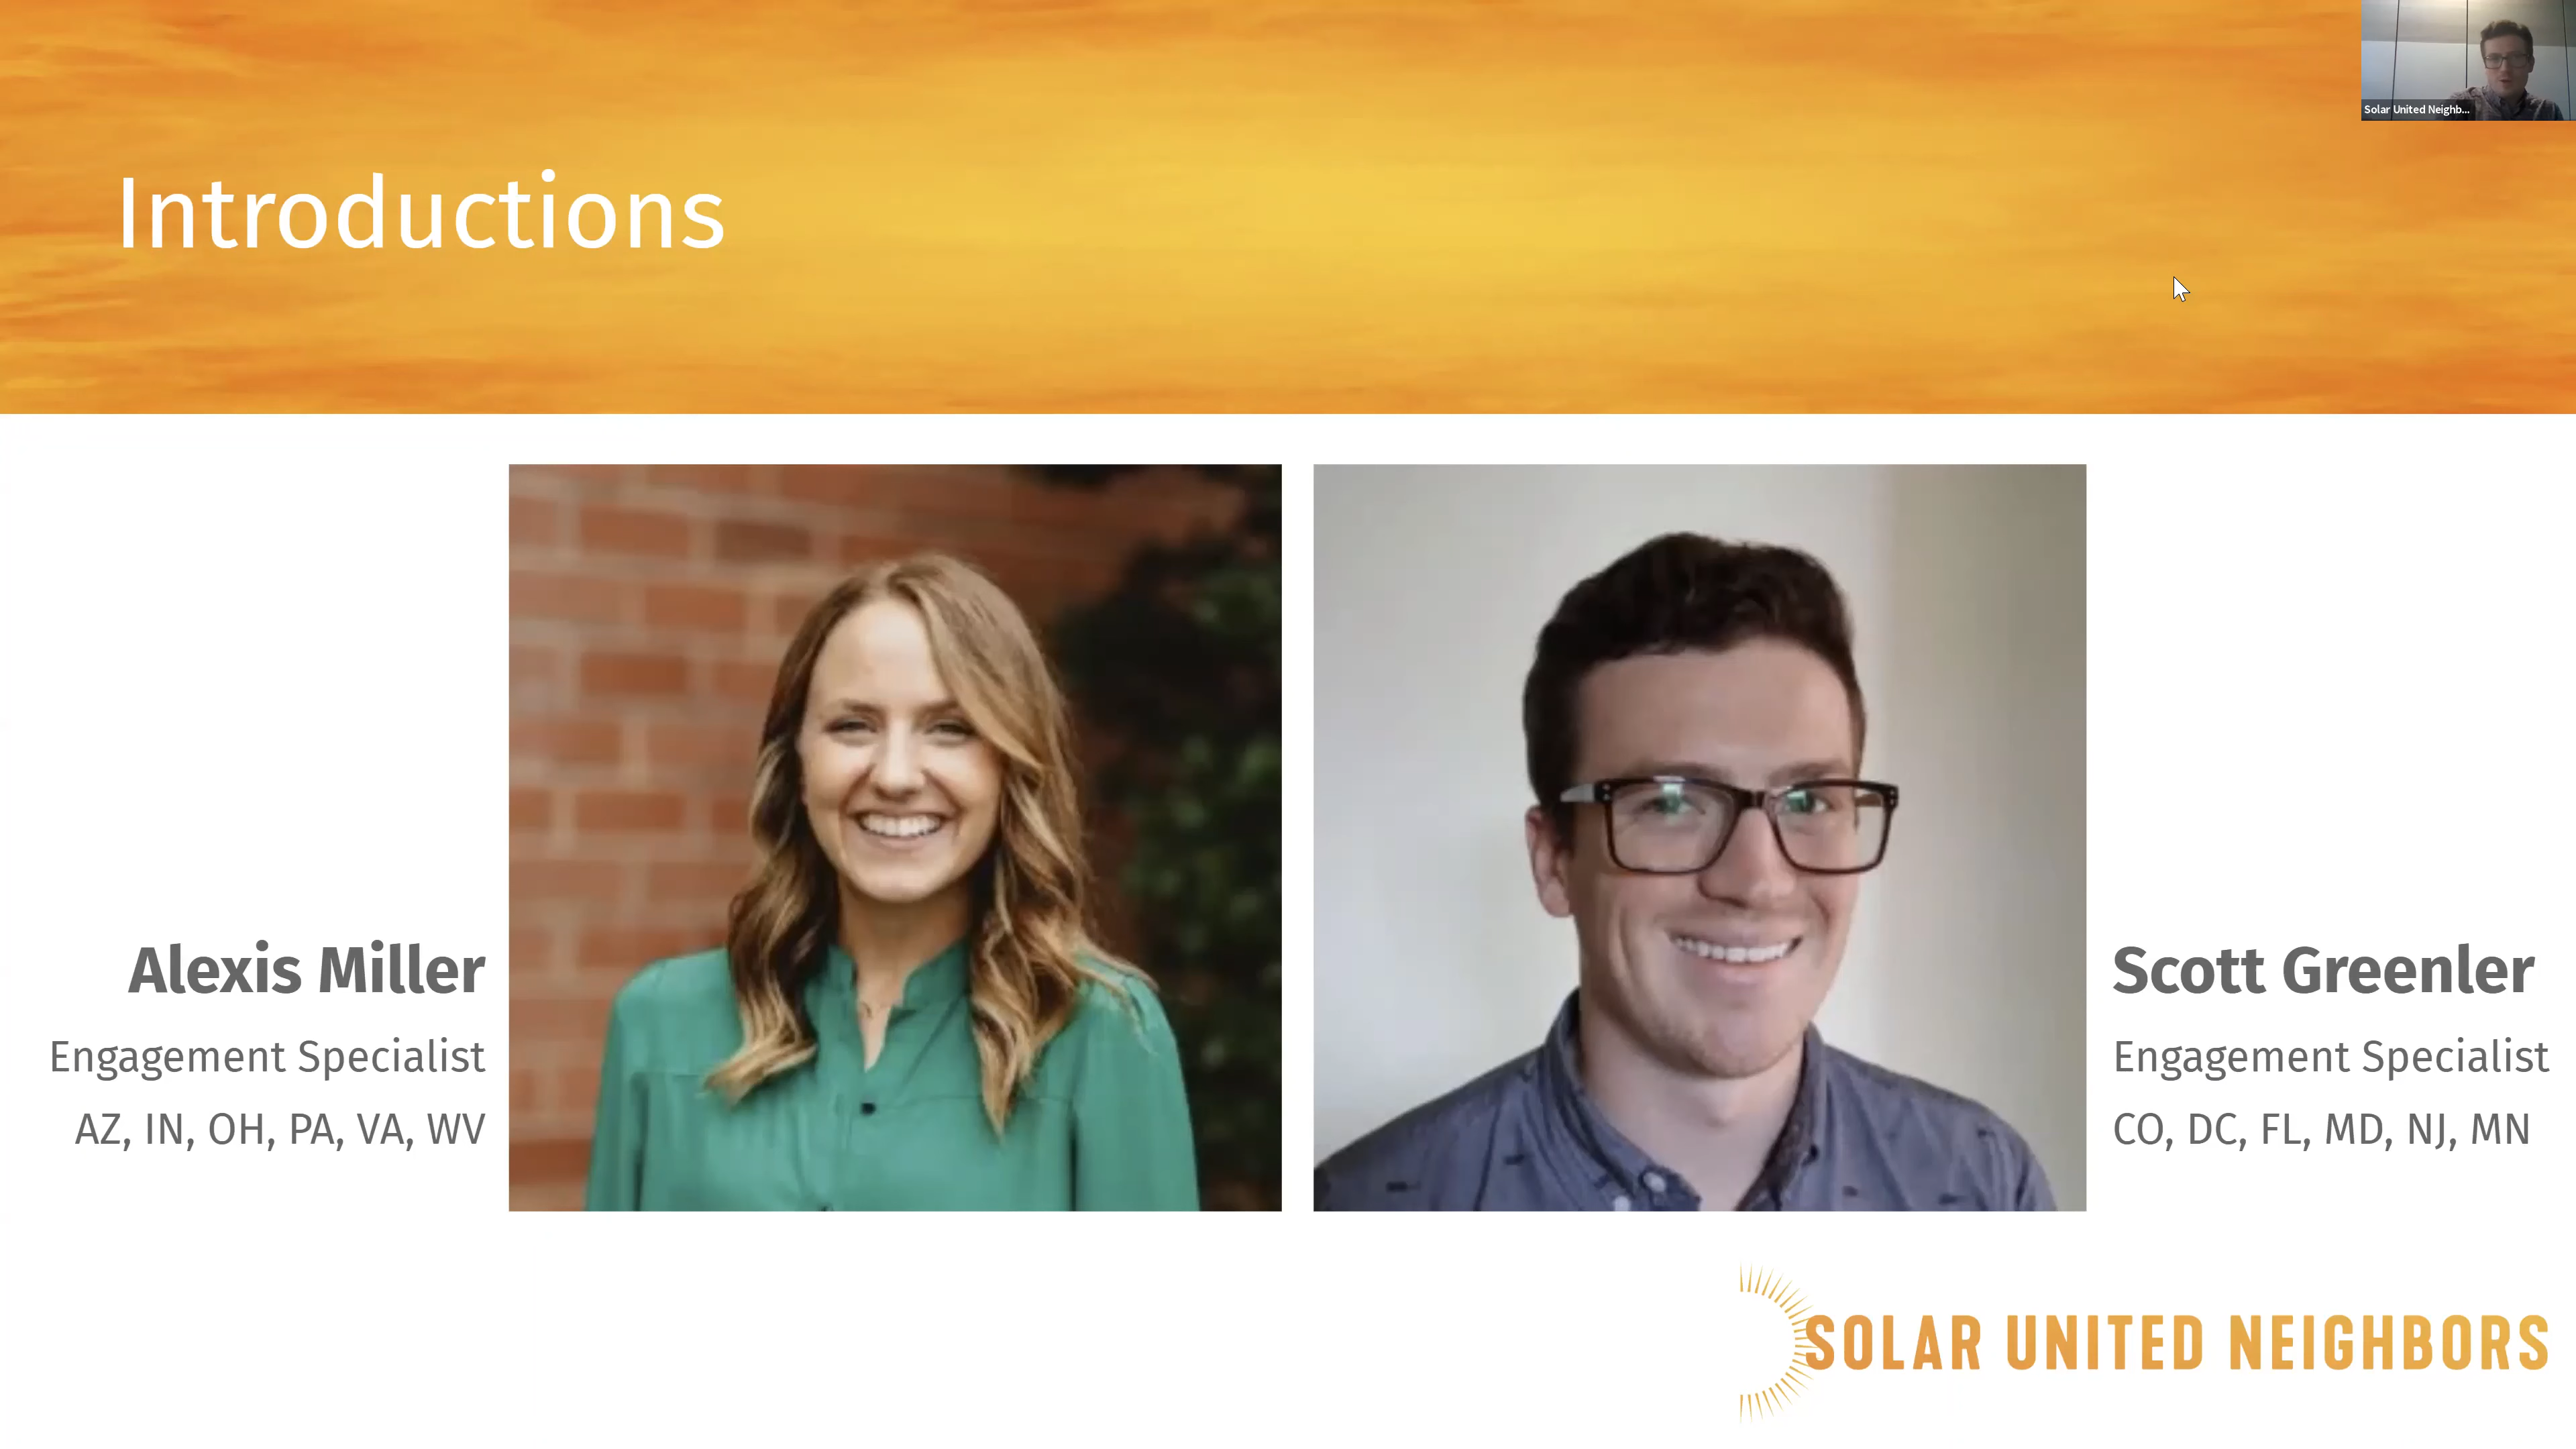 Solar United Neighb...
Introductions
Alexis Miller
Engagement Specialist
AZ, IN, OH, PA, VA, WV
Scott Greenler
Engagement Specialist
CO, DC, FL, MD, NJ, MN
SOLAR UNITED NEIGHBORS